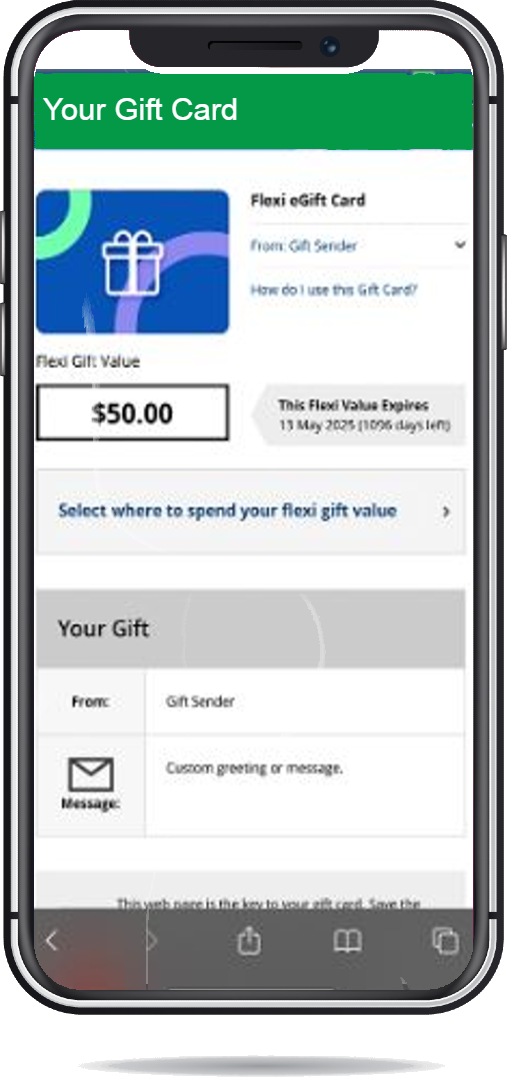 Your Gift Card
Flexi eGift Card
From: Gift Sender
How do I use this Gift Card?
Flexi Gift Value
$50.00
This Flexi Value Expires
13 May 2025 (1096 days left)
Select where to spend your flexi gift value
Your Gift
From:
Gift Sender
Custom greeting or message.
Message:
This web page is the key to your gift card. Save the